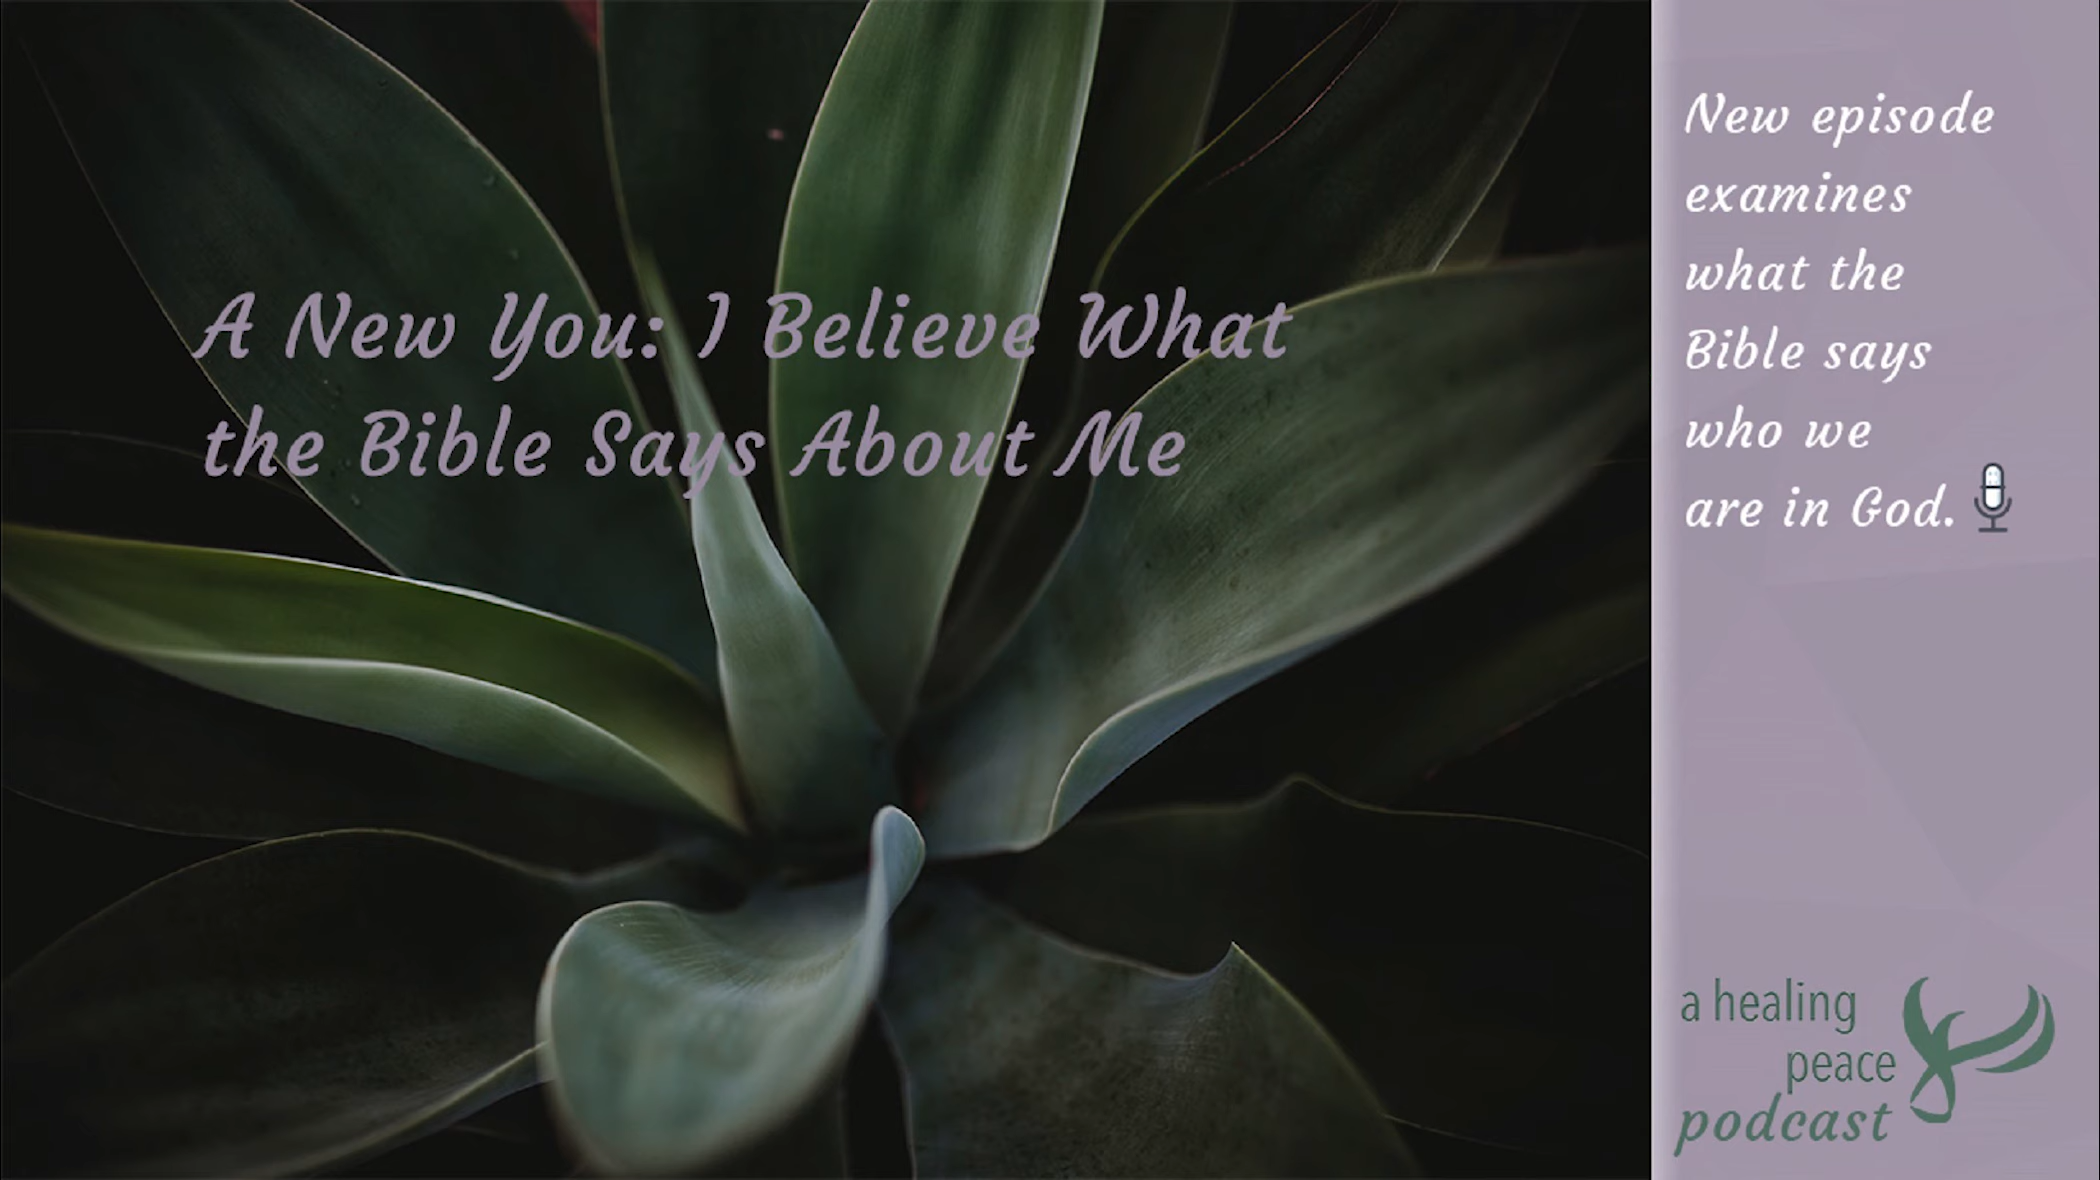 A New You: I Believe What
the Bible Says About Me
New episode
examines
what the
Bible says
who we
are in God.
a healing
peace
podcast